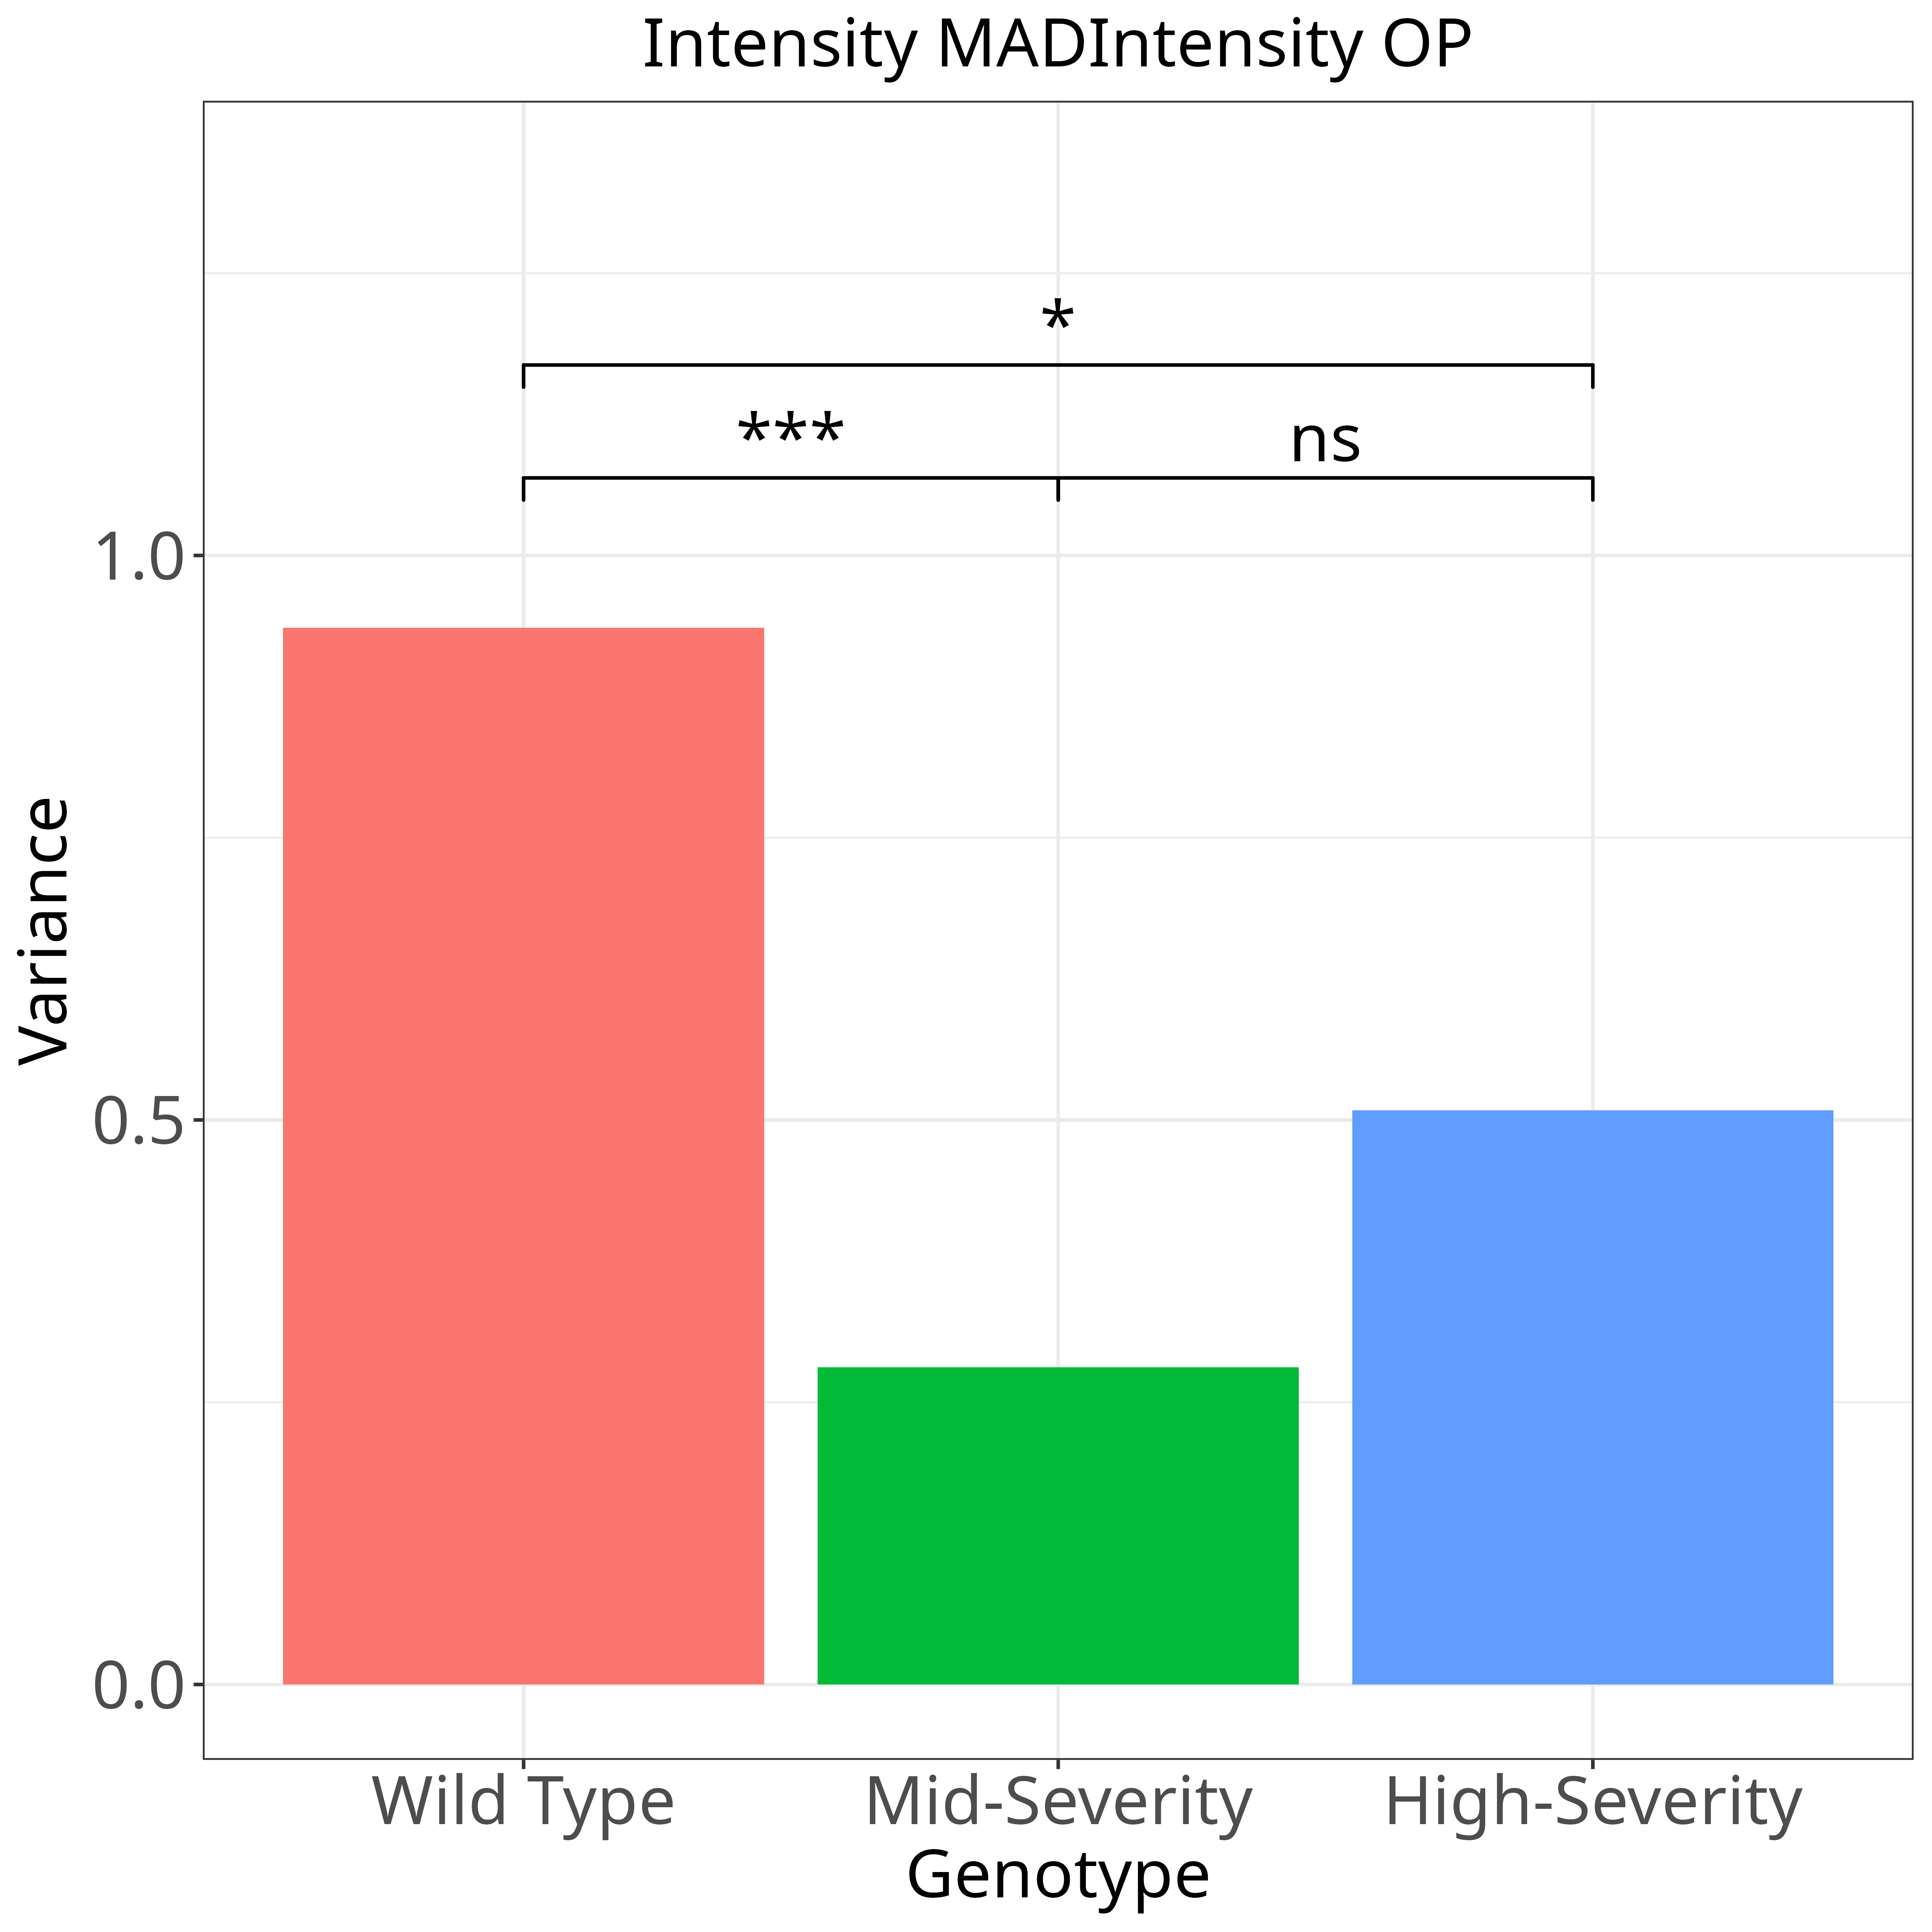 Intensity MADIntensity OP
*
*** ns
1.0
0.5
0.0
Variance
Wild Type Mid-Severity High-Severity
Genotype